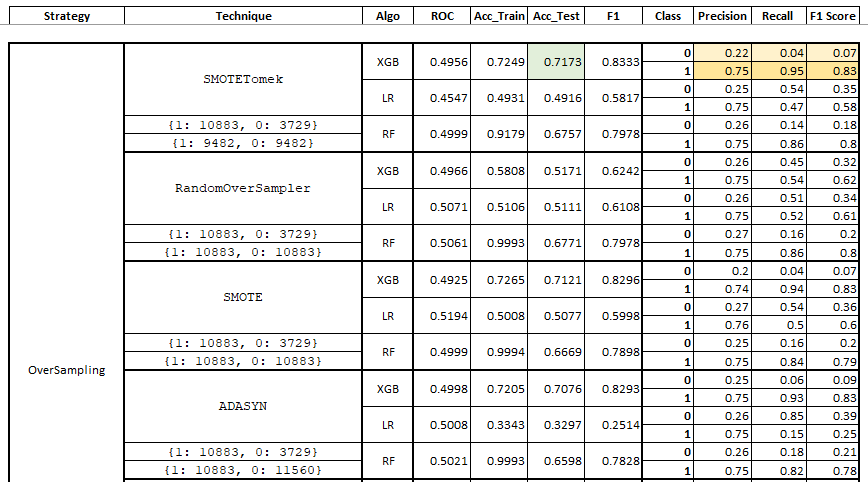 Strategy Technique Algo ROC Acc_Train Acc_Test F1 Class Precision Recall F1 Score
OverSampling
SMOTETomek
XGB 0.4956 0.7249 0.7173 0.8333
0 0.22 0.04 0.07
1 0.75 0.95 0.83
LR 0.4547 0.4931 0.4916 0.5817
0 0.25 0.54 0.35
1 0.75 0.47 0.58
{1: 10883, 0: 3729}
{1: 9482, 0: 9482}
RF 0.4999 0.9179 0.6757 0.7978
0 0.26 0.14 0.18
1 0.75 0.86 0.8
RandomOverSampler
XGB 0.4966 0.5808 0.5171 0.6242
0 0.26 0.45 0.32
1 0.75 0.54 0.62
LR 0.5071 0.5106 0.5111 0.6108
0 0.26 0.51 0.34
1 0.75 0.52 0.61
{1: 10883, 0: 3729}
{1: 10883, 0: 10883}
RF 0.5061 0.9993 0.6771 0.7978
0 0.27 0.16 0.2
1 0.75 0.86 0.8
SMOTE
XGB 0.4925 0.7265 0.7121 0.8296
0 0.2 0.04 0.07
1 0.74 0.94 0.83
LR 0.5194 0.5008 0.5077 0.5998
0 0.27 0.54 0.36
1 0.76 0.5 0.6
{1: 10883, 0: 3729}
{1: 10883, 0: 10883}
RF 0.4999 0.9994 0.6669 0.7898
0 0.25 0.16 0.2
1 0.75 0.84 0.79
ADASYN
XGB 0.4998 0.7205 0.7076 0.8293
0 0.25 0.06 0.09
1 0.75 0.93 0.83
LR 0.5008 0.3343 0.3297 0.2514
0 0.26 0.85 0.39
1 0.75 0.15 0.25
{1: 10883, 0: 3729}
{1: 10883, 0: 11560}
RF 0.5021 0.9993 0.6598 0.7828
0 0.26 0.18 0.21
1 0.75 0.82 0.78